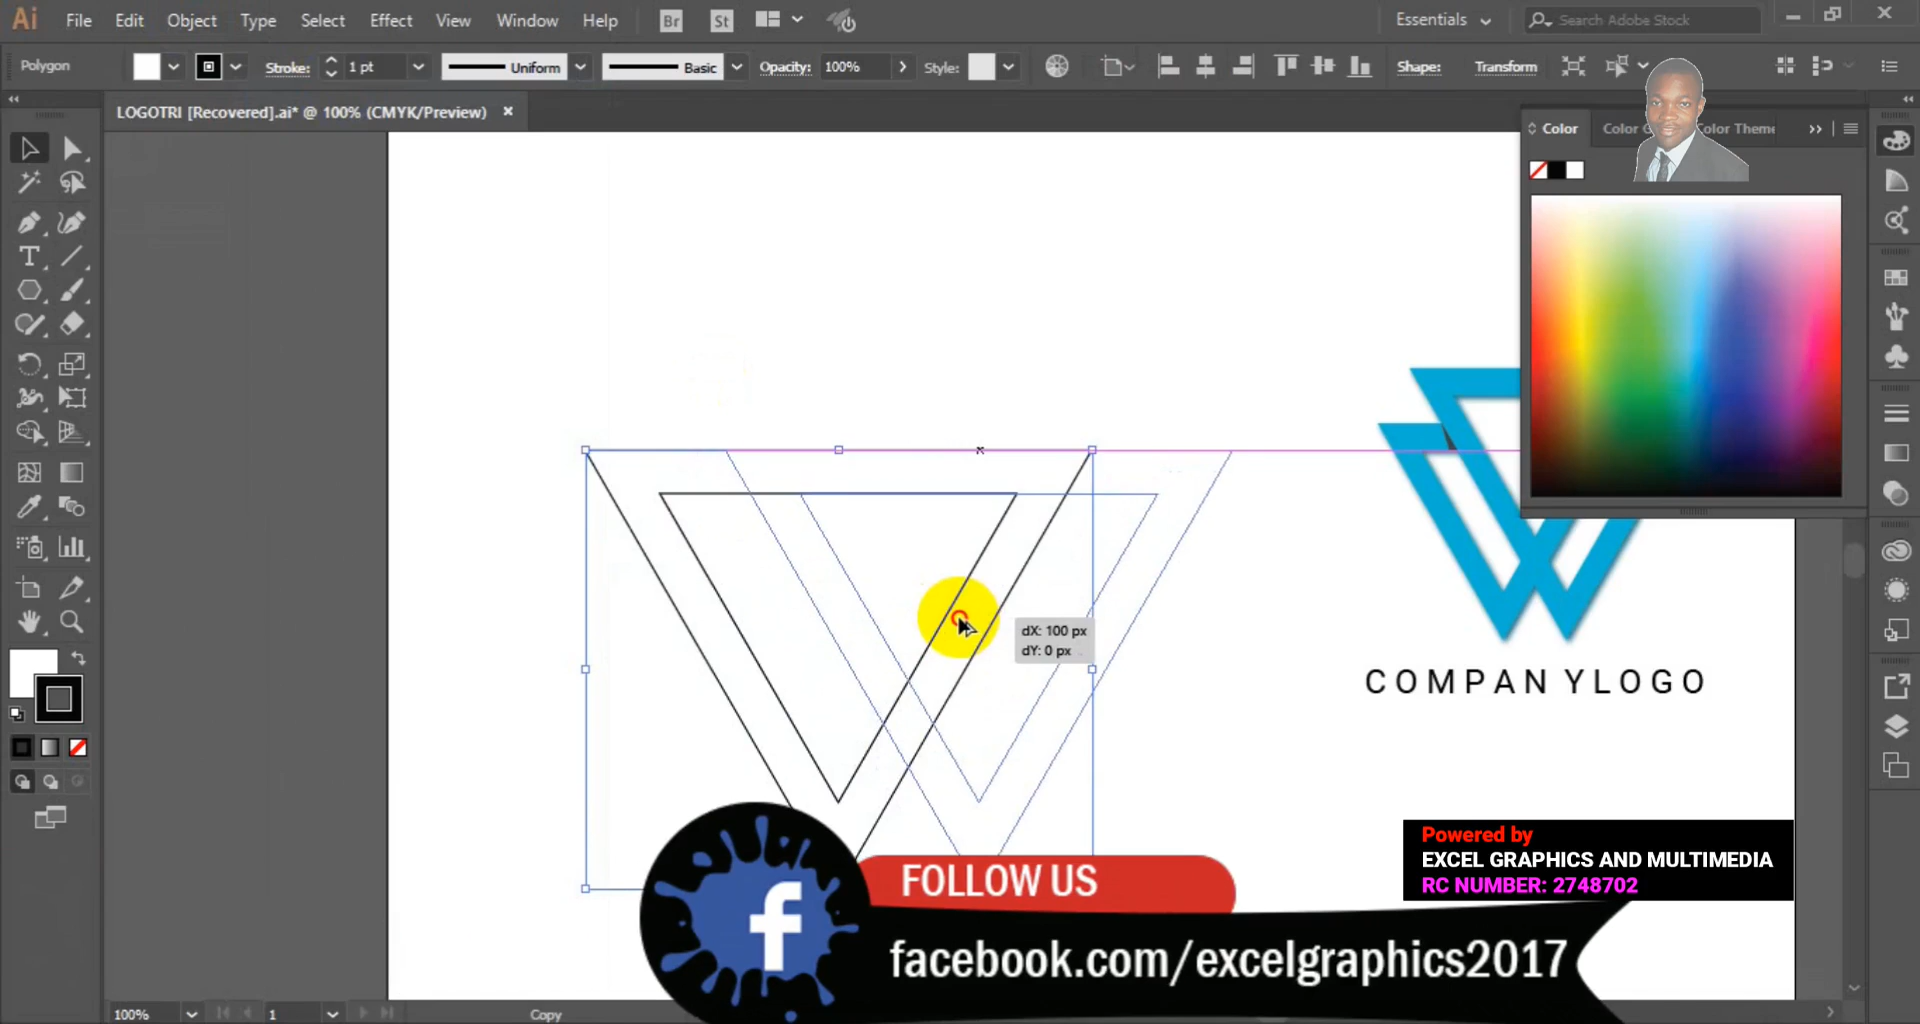 Ai File Edit Object Type Select Effect View Window Help Br St Essentials Search Adobe Stock
Polygon Stroke: 1 pt Uniform Basic Opacity: 100% Style: Shape: Transform
LOGOTRI [Recovered].ai* @ 100% (CMYK/Preview) ×
Color Color G Color Theme
dX: 100 px
dY: 0 px
COMPAN YLOGO
Powered by
EXCEL GRAPHICS AND MULTIMEDIA
RC NUMBER: 2748702
FOLLOW US
f
facebook.com/excelgraphics2017
100% 1 Copy